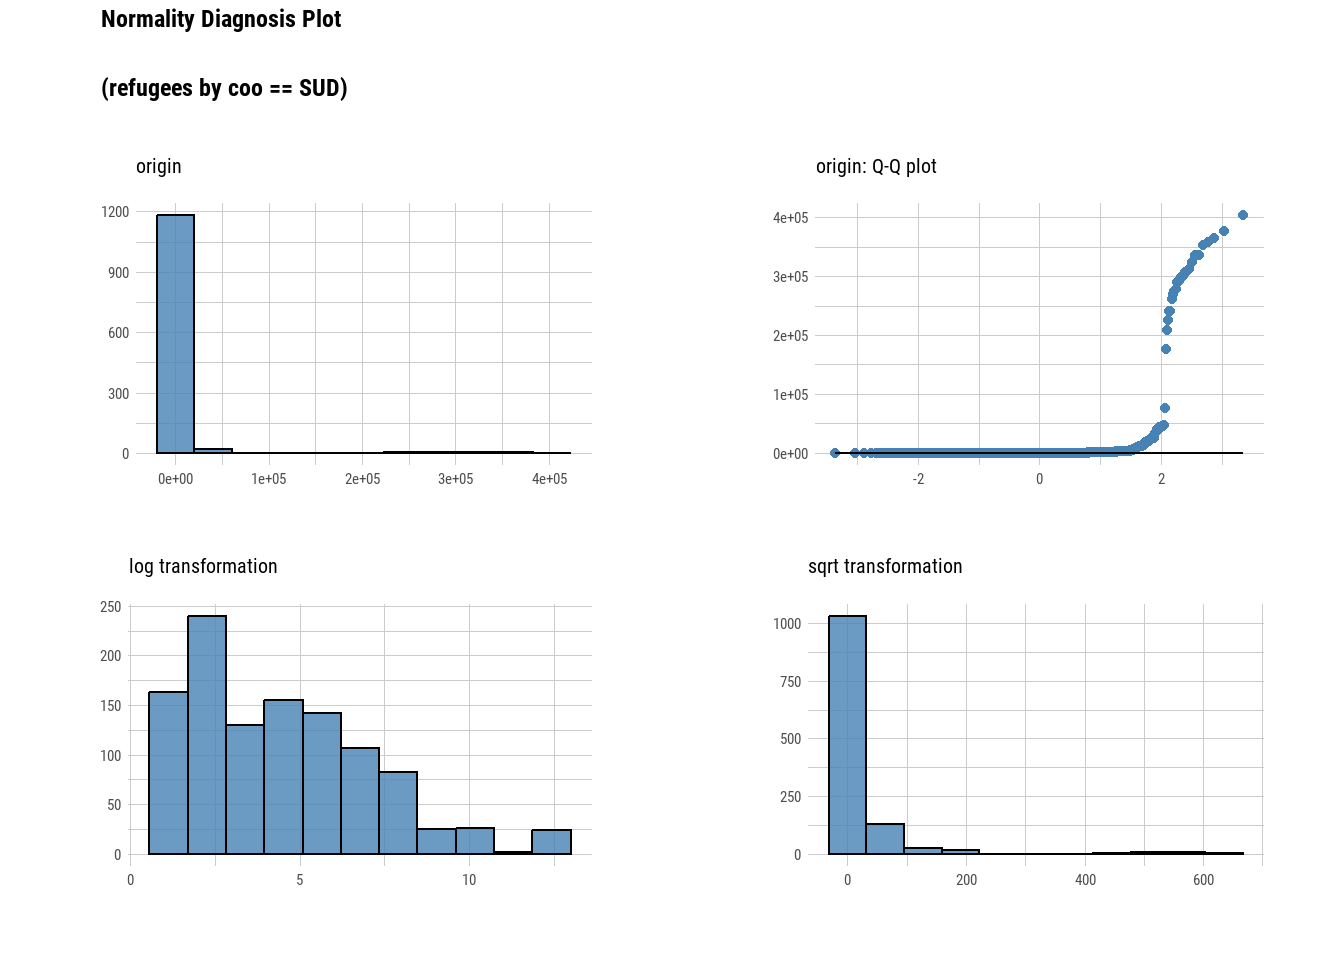 Normality Diagnosis Plot
(refugees by coo == SUD)
origin
1200
900
600
300
0
0e+00 1e+05 2e+05 3e+05 4e+05
origin: Q-Q plot
4e+05
3e+05
2e+05
1e+05
0e+00
-2 0 2
log transformation
250
200
150
100
50
0
0 5 10
sqrt transformation
1000
750
500
250
0
0 200 400 600